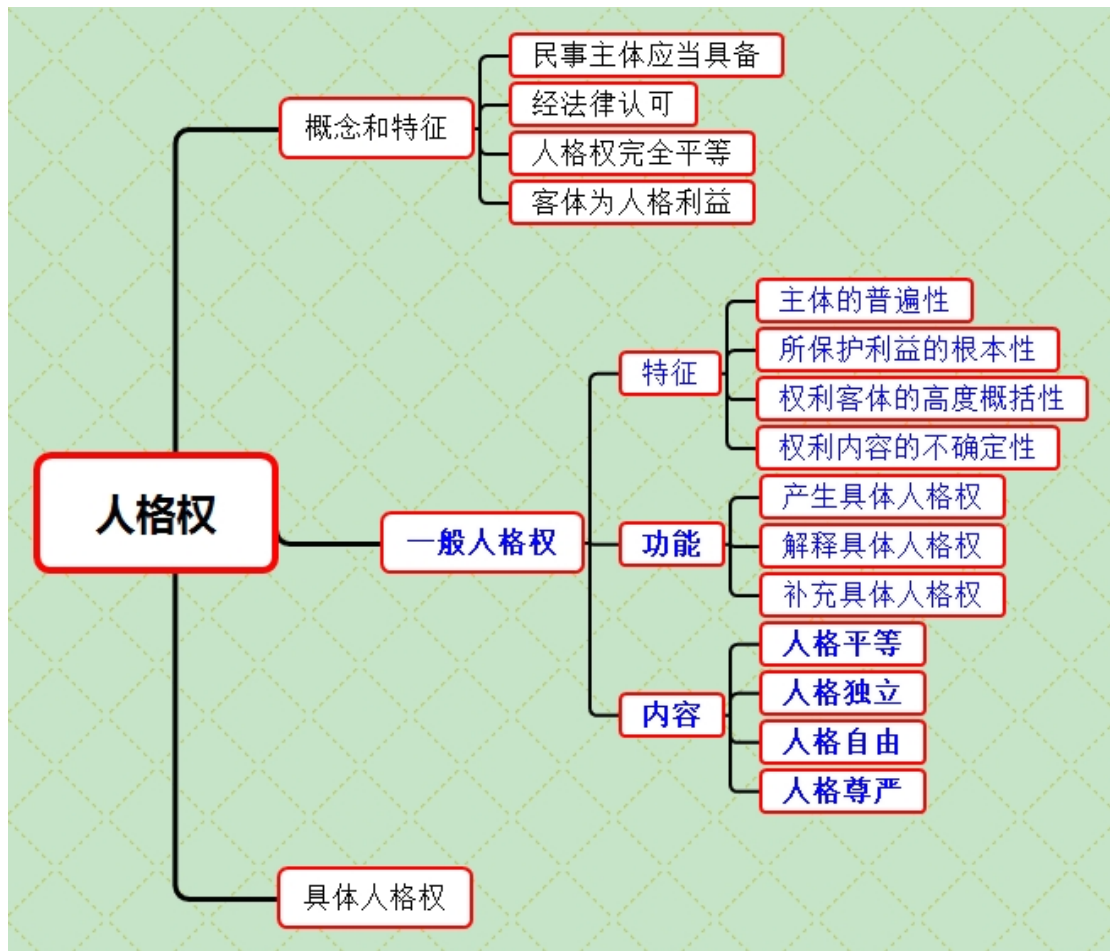 人格权
概念和特征
民事主体应当具备
经法律认可
人格权完全平等
客体为人格利益
一般人格权
特征
主体的普遍性
所保护利益的根本性
权利客体的高度概括性
权利内容的不确定性
功能
产生具体人格权
解释具体人格权
补充具体人格权
内容
人格平等
人格独立
人格自由
人格尊严
具体人格权